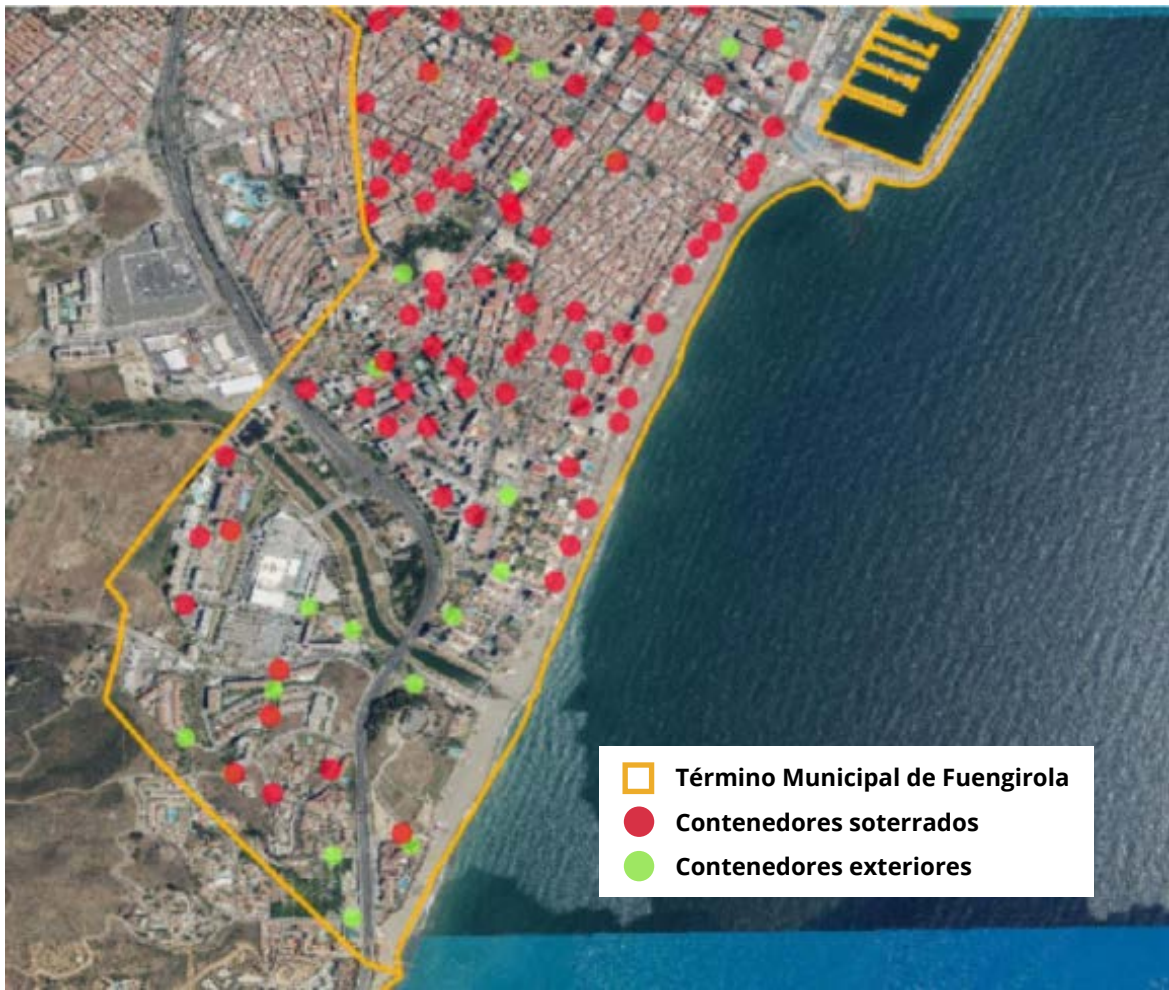 Término Municipal de Fuengirola
Contenedores soterrados
Contenedores exteriores